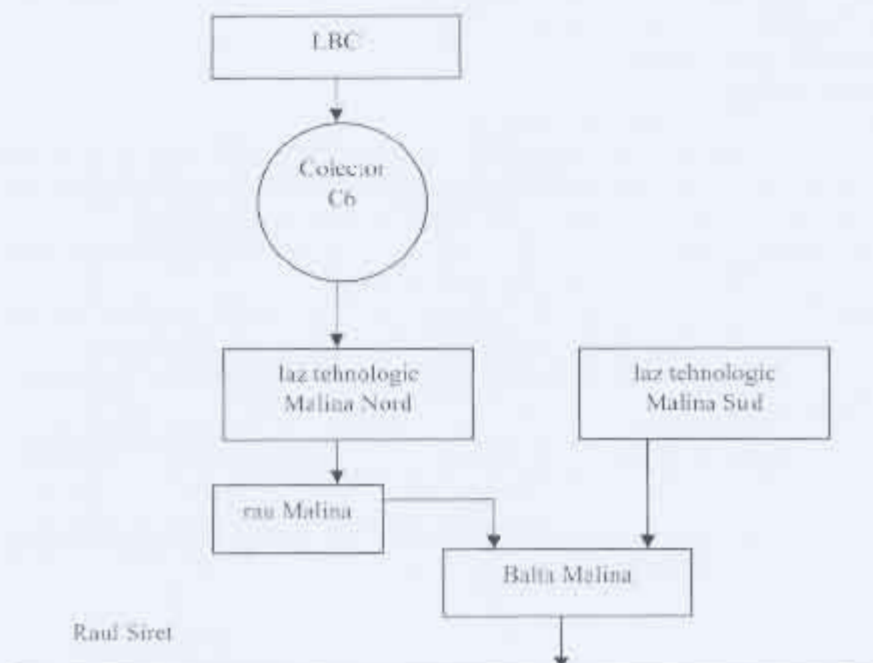 LBC
Colector
C6
Iaz tehnologic
Malina Nord
Iaz tehnologic
Malina Sud
rau Malina
Balta Malina
Raul Siret